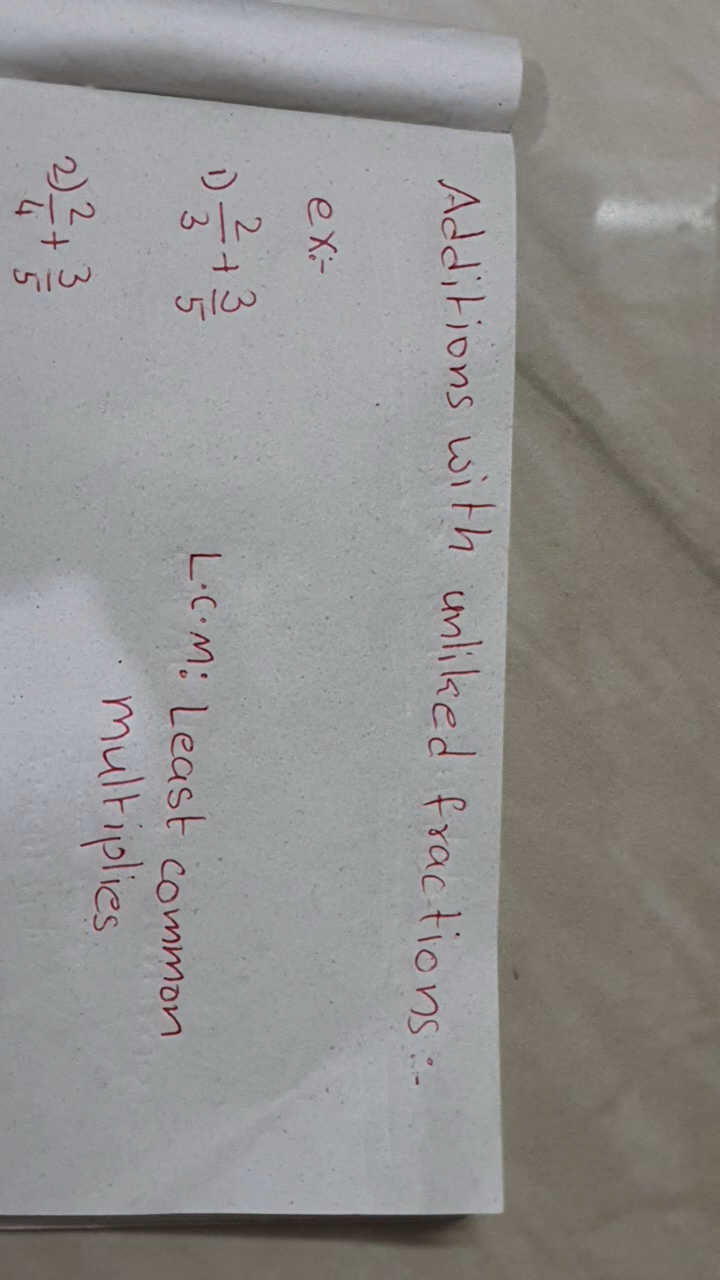 Additions with unliked fractions :-
ex:-
1) 2/3 + 3/5
L.C.M: Least common
multiplies
2) 2/4 + 3/5